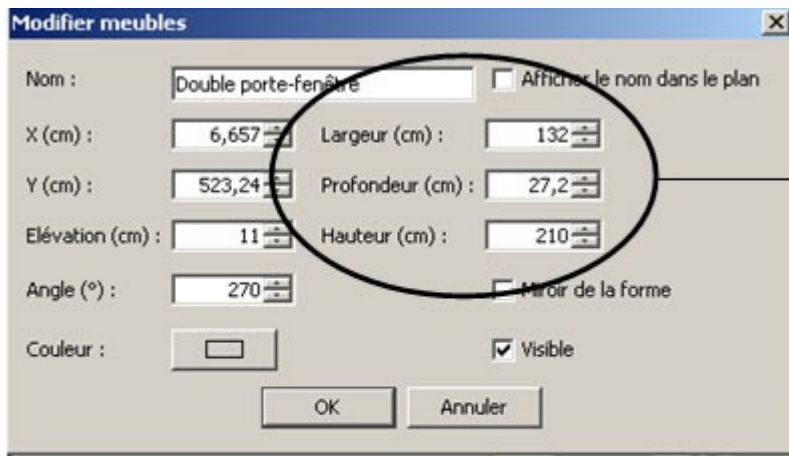 Modifier meubles
Nom : Double porte-fenêtre Afficher le nom dans le plan
X (cm) : 6,657 Largeur (cm) : 132
Y (cm) : 523,24 Profondeur (cm) : 27,2
Elévation (cm) : 11 Hauteur (cm) : 210
Angle (°) : 270 Miroir de la forme
Couleur : Visible
OK Annuler